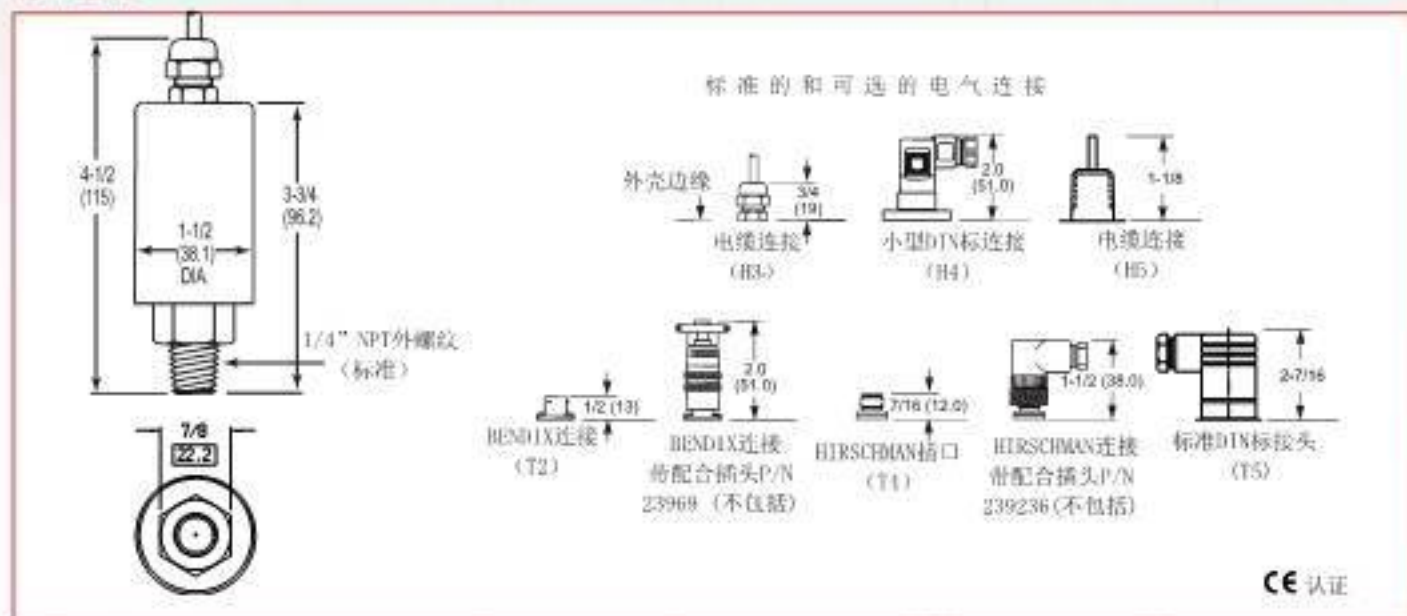 标准的和可选的电气连接
4-1/2
(115)
3-3/4
(96.2)
1-1/2
(38.1)
DIA
1/4” NPT外螺纹
(标准)
7/8
22.2
外壳边缘
3/4
(19)
电缆连接
(H3)
2.0
(51.0)
小型DIN标连接
(H4)
1-1/8
电缆连接
(H5)
1/2 (13)
BENDIX连接
(T2)
2.0
(51.0)
BENDIX连接
带配合插头P/N
23969 (不包括)
7/16 (12.0)
HIRSCHMAN插口
(T4)
1-1/2 (38.0)
HIRSCHMAN连接
带配合插头P/N
239236(不包括)
2-7/16
标准DIN标接头
(T5)
CE 认证